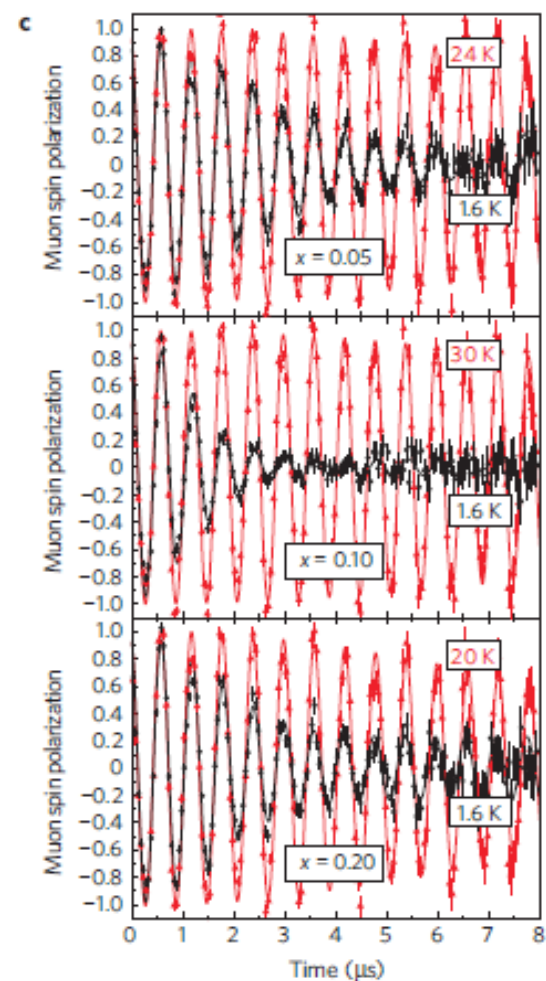 c
Muon spin polarization
1.0
0.8
0.6
0.4
0.2
0
−0.2
−0.4
−0.6
−0.8
−1.0
24 K
1.6 K
x = 0.05
Muon spin polarization
1.0
0.8
0.6
0.4
0.2
0
−0.2
−0.4
−0.6
−0.8
−1.0
30 K
1.6 K
x = 0.10
Muon spin polarization
1.0
0.8
0.6
0.4
0.2
0
−0.2
−0.4
−0.6
−0.8
−1.0
20 K
1.6 K
x = 0.20
0 1 2 3 4 5 6 7 8
Time (μs)